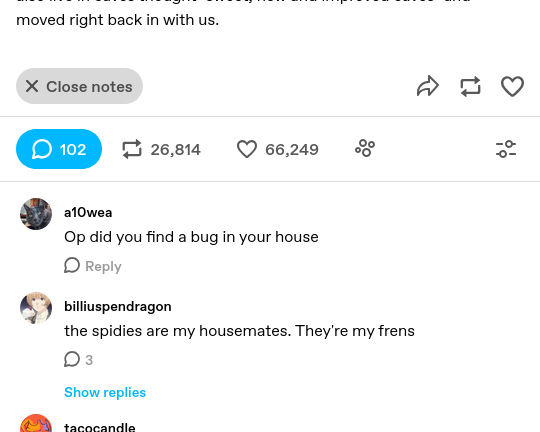 moved right back in with us.
Close notes
102
26,814
66,249
a10wea
Op did you find a bug in your house
Reply
billiuspendragon
the spidies are my housemates. They're my frens
3
Show replies
tacocandle